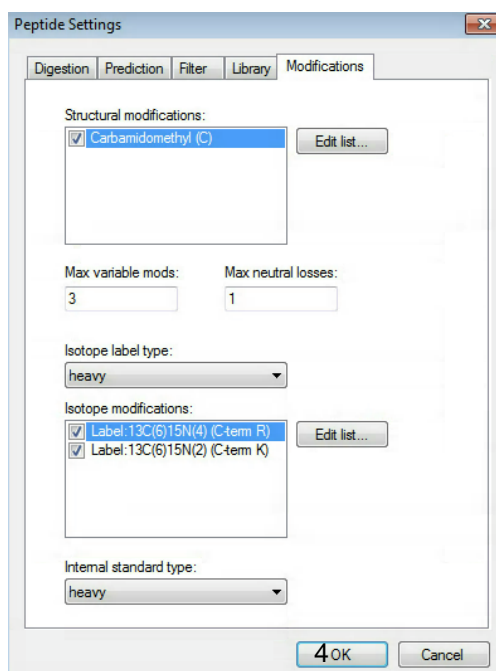 Peptide Settings
Digestion Prediction Filter Library Modifications
Structural modifications:
Carbamidomethyl (C)
Edit list...
Max variable mods: Max neutral losses:
3 1
Isotope label type:
heavy
Isotope modifications:
Label:13C(6)15N(4) (C-term R)
Edit list...
Label:13C(6)15N(2) (C-term K)
Internal standard type:
heavy
4 OK Cancel